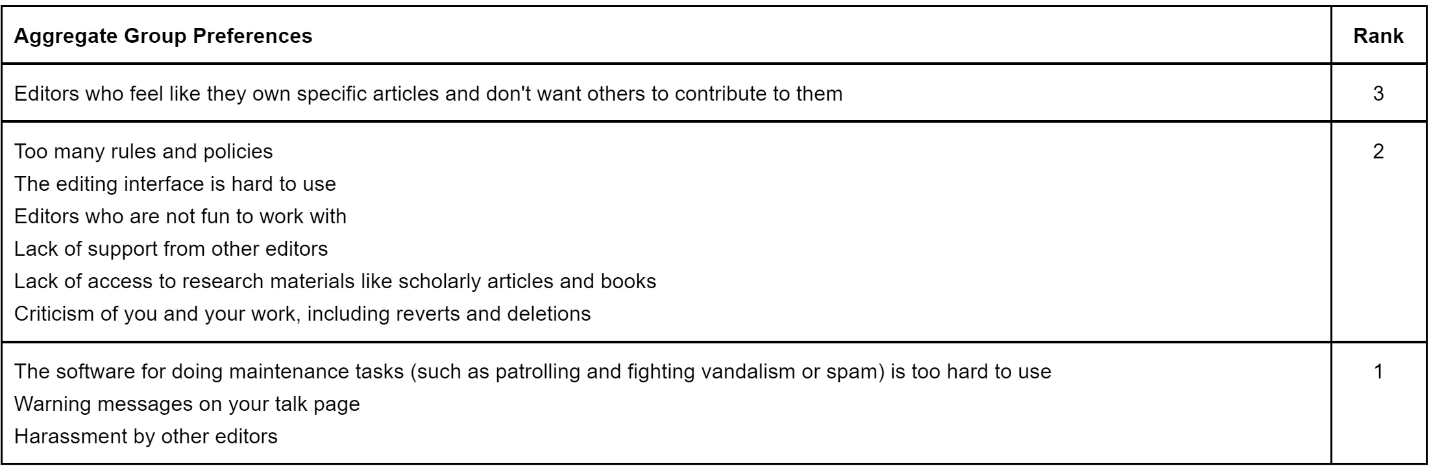 Aggregate Group Preferences Rank
Editors who feel like they own specific articles and don't want others to contribute to them 3
Too many rules and policies 2
The editing interface is hard to use
Editors who are not fun to work with
Lack of support from other editors
Lack of access to research materials like scholarly articles and books
Criticism of you and your work, including reverts and deletions
The software for doing maintenance tasks (such as patrolling and fighting vandalism or spam) is too hard to use 1
Warning messages on your talk page
Harassment by other editors